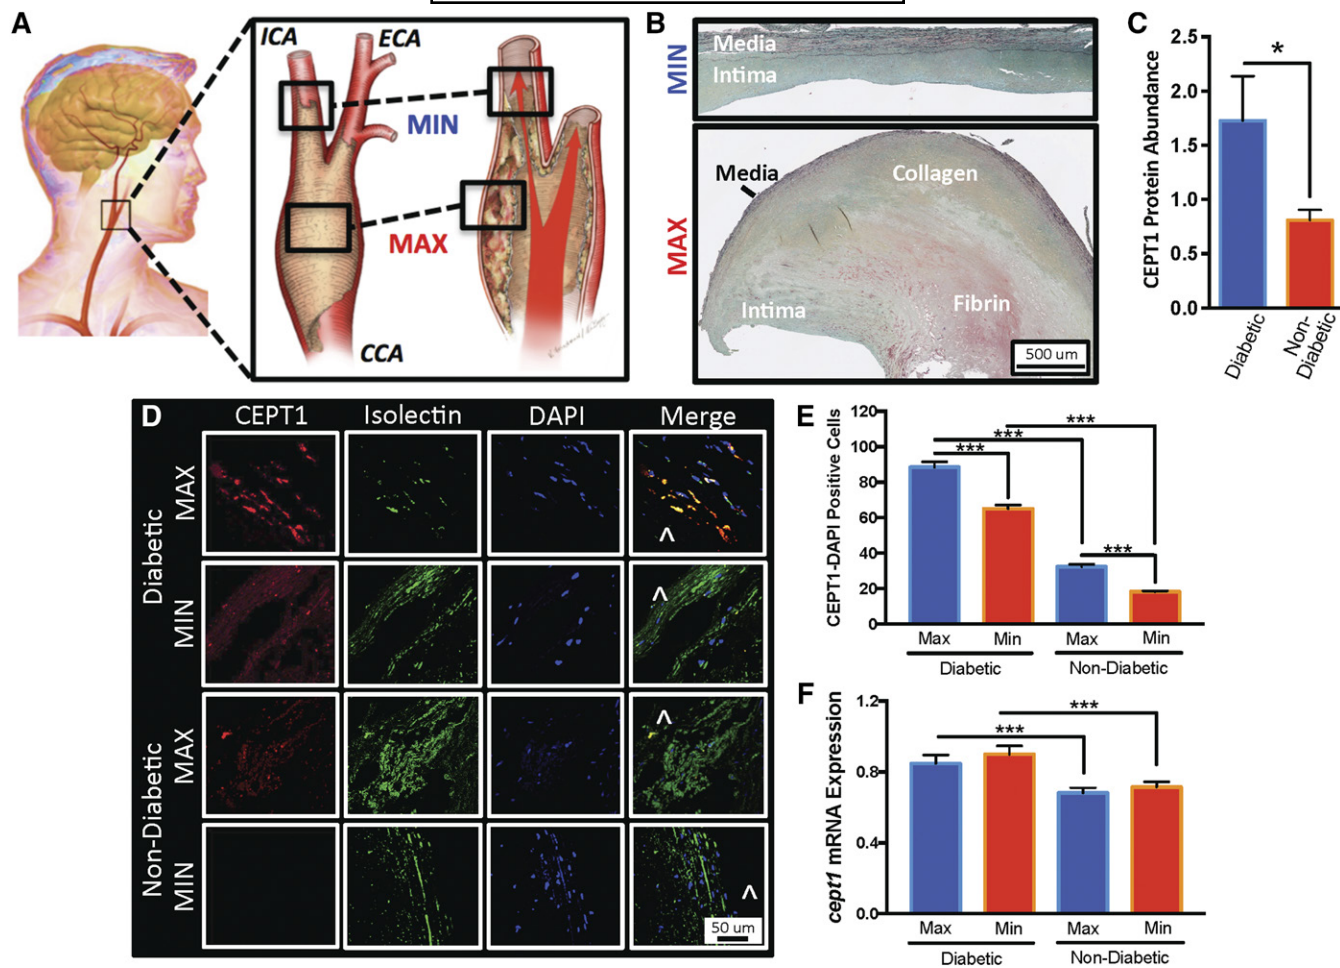 A
ICA
ECA
MIN
MAX
CCA
B
MIN
Media
Intima
MAX
Media
Collagen
Intima
Fibrin
500 um
C
CEPT1 Protein Abundance
2.5
2.0
1.5
1.0
0.5
0.0
*
Diabetic
Non-
Diabetic
D
CEPT1 Isolectin DAPI Merge
Diabetic
MAX
MIN
Non-Diabetic
MAX
MIN
^
^
^
^
50 um
E
CEPT1-DAPI Positive Cells
120
100
80
60
40
20
0
***
***
***
***
Max Min Max Min
Diabetic Non-Diabetic
F
cept1 mRNA Expression
1.2
0.8
0.4
0.0
***
***
Max Min Max Min
Diabetic Non-Diabetic